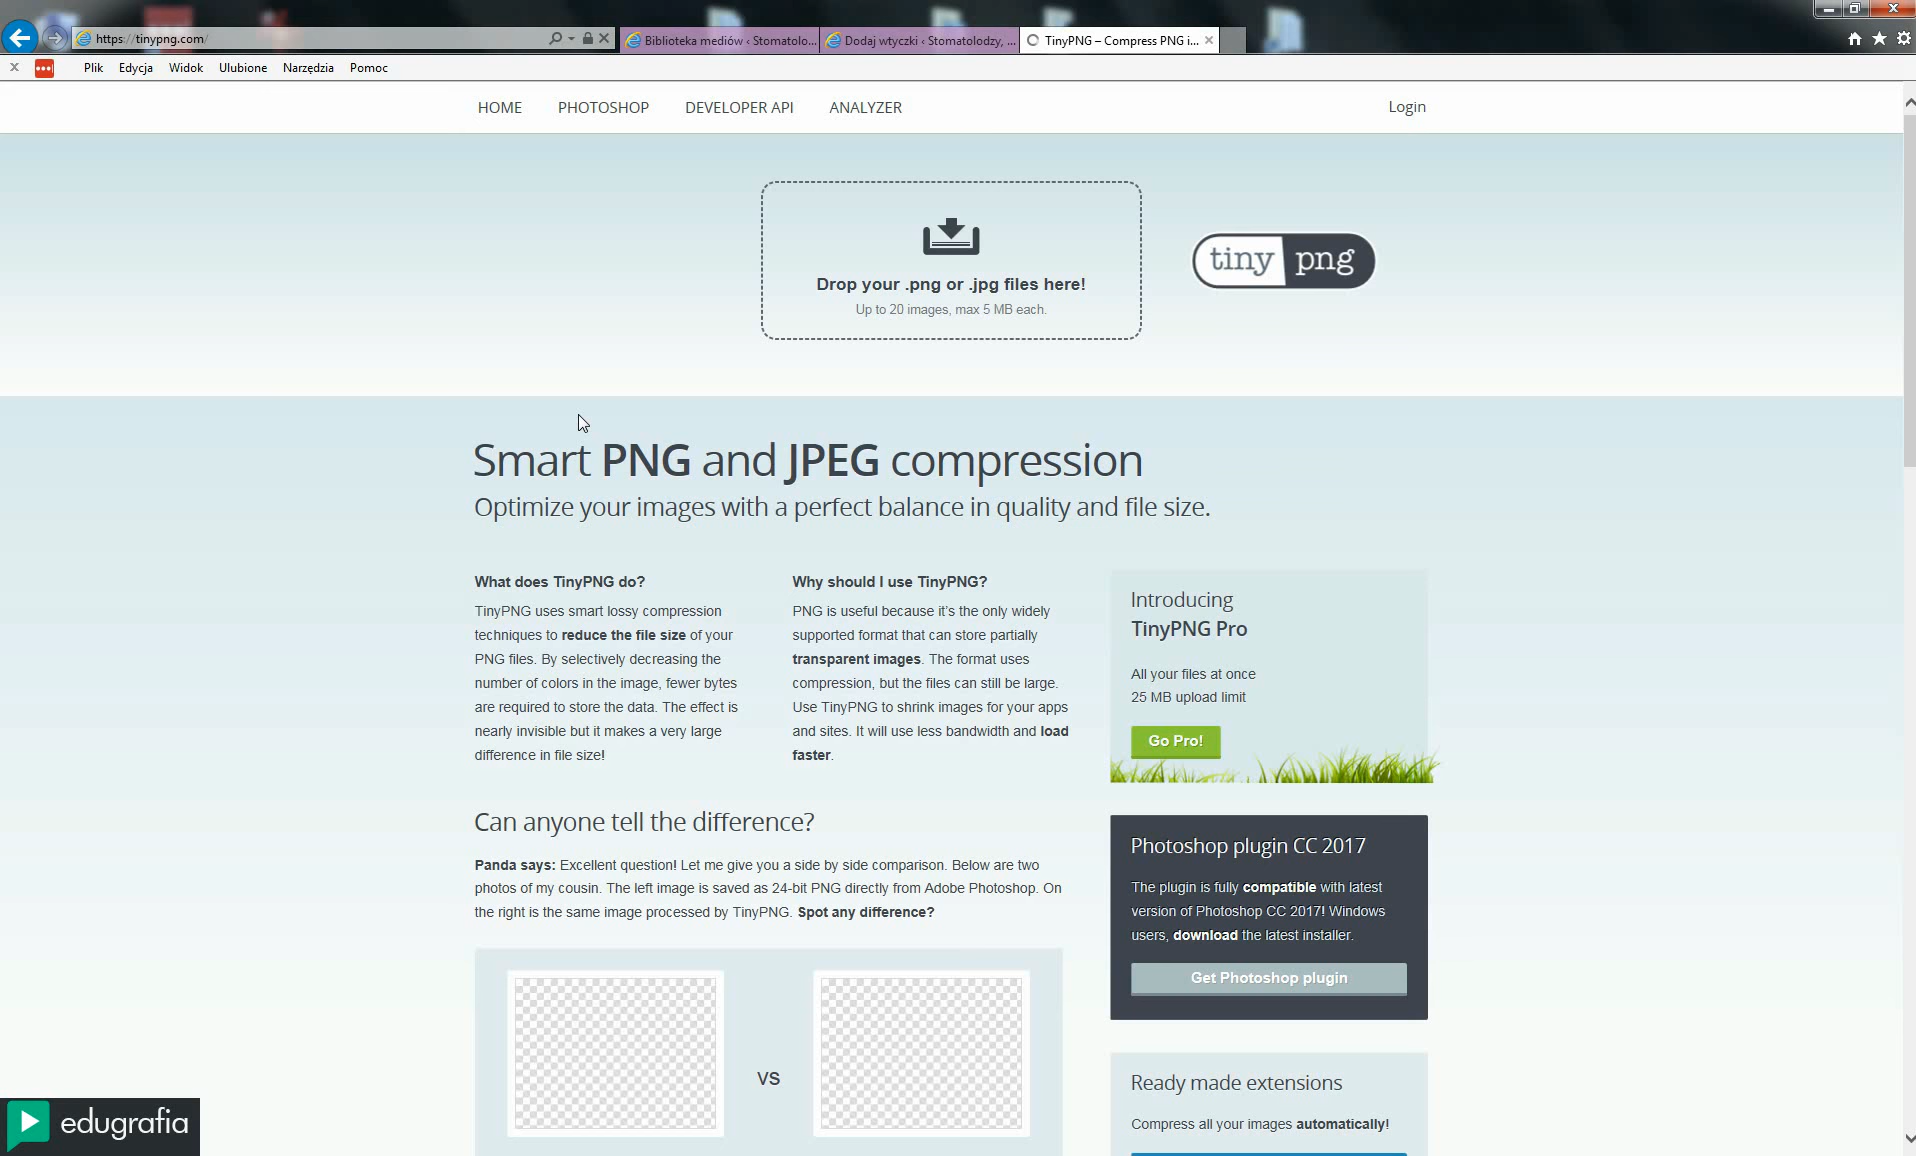 https://tinypng.com/
Biblioteka mediów ‹ Stomatolo...
Dodaj wtyczki ‹ Stomatolodzy, ...
TinyPNG – Compress PNG i...
Plik Edycja Widok Ulubione Narzędzia Pomoc
HOME PHOTOSHOP DEVELOPER API ANALYZER Login
Drop your .png or .jpg files here!
Up to 20 images, max 5 MB each.
tiny png
Smart PNG and JPEG compression
Optimize your images with a perfect balance in quality and file size.
What does TinyPNG do?
TinyPNG uses smart lossy compression
techniques to reduce the file size of your
PNG files. By selectively decreasing the
number of colors in the image, fewer bytes
are required to store the data. The effect is
nearly invisible but it makes a very large
difference in file size!
Why should I use TinyPNG?
PNG is useful because it’s the only widely
supported format that can store partially
transparent images. The format uses
compression, but the files can still be large.
Use TinyPNG to shrink images for your apps
and sites. It will use less bandwidth and load
faster.
Introducing
TinyPNG Pro
All your files at once
25 MB upload limit
Go Pro!
Can anyone tell the difference?
Panda says: Excellent question! Let me give you a side by side comparison. Below are two
photos of my cousin. The left image is saved as 24-bit PNG directly from Adobe Photoshop. On
the right is the same image processed by TinyPNG. Spot any difference?
VS
Photoshop plugin CC 2017
The plugin is fully compatible with latest
version of Photoshop CC 2017! Windows
users, download the latest installer.
Get Photoshop plugin
Ready made extensions
Compress all your images automatically!
edugrafia